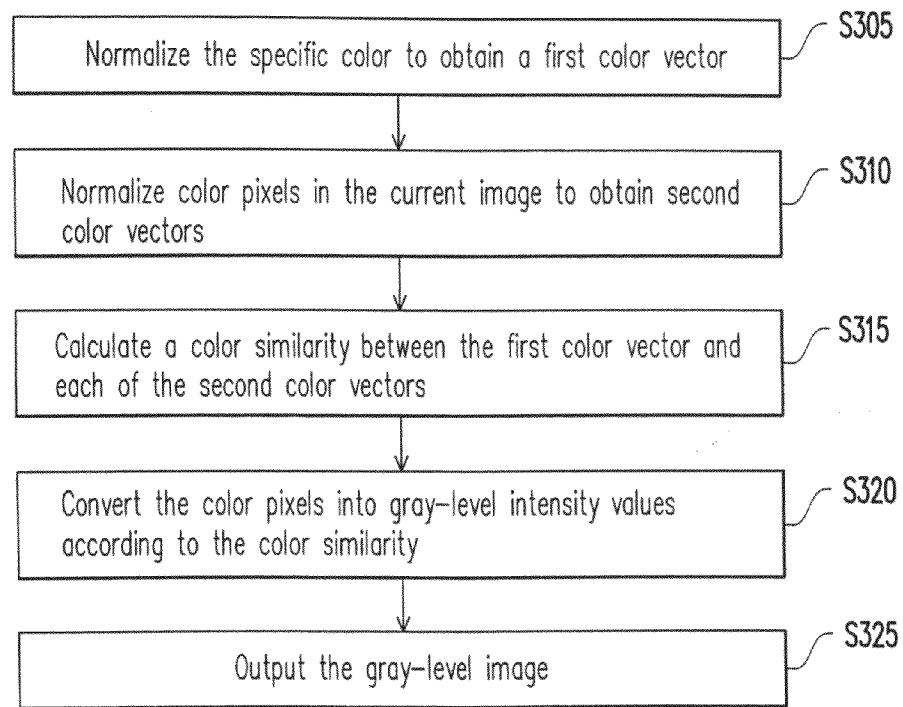 S305
Normalize the specific color to obtain a first color vector
S310
Normalize color pixels in the current image to obtain second
color vectors
S315
Calculate a color similarity between the first color vector and
each of the second color vectors
S320
Convert the color pixels into gray-level intensity values
according to the color similarity
S325
Output the gray-level image